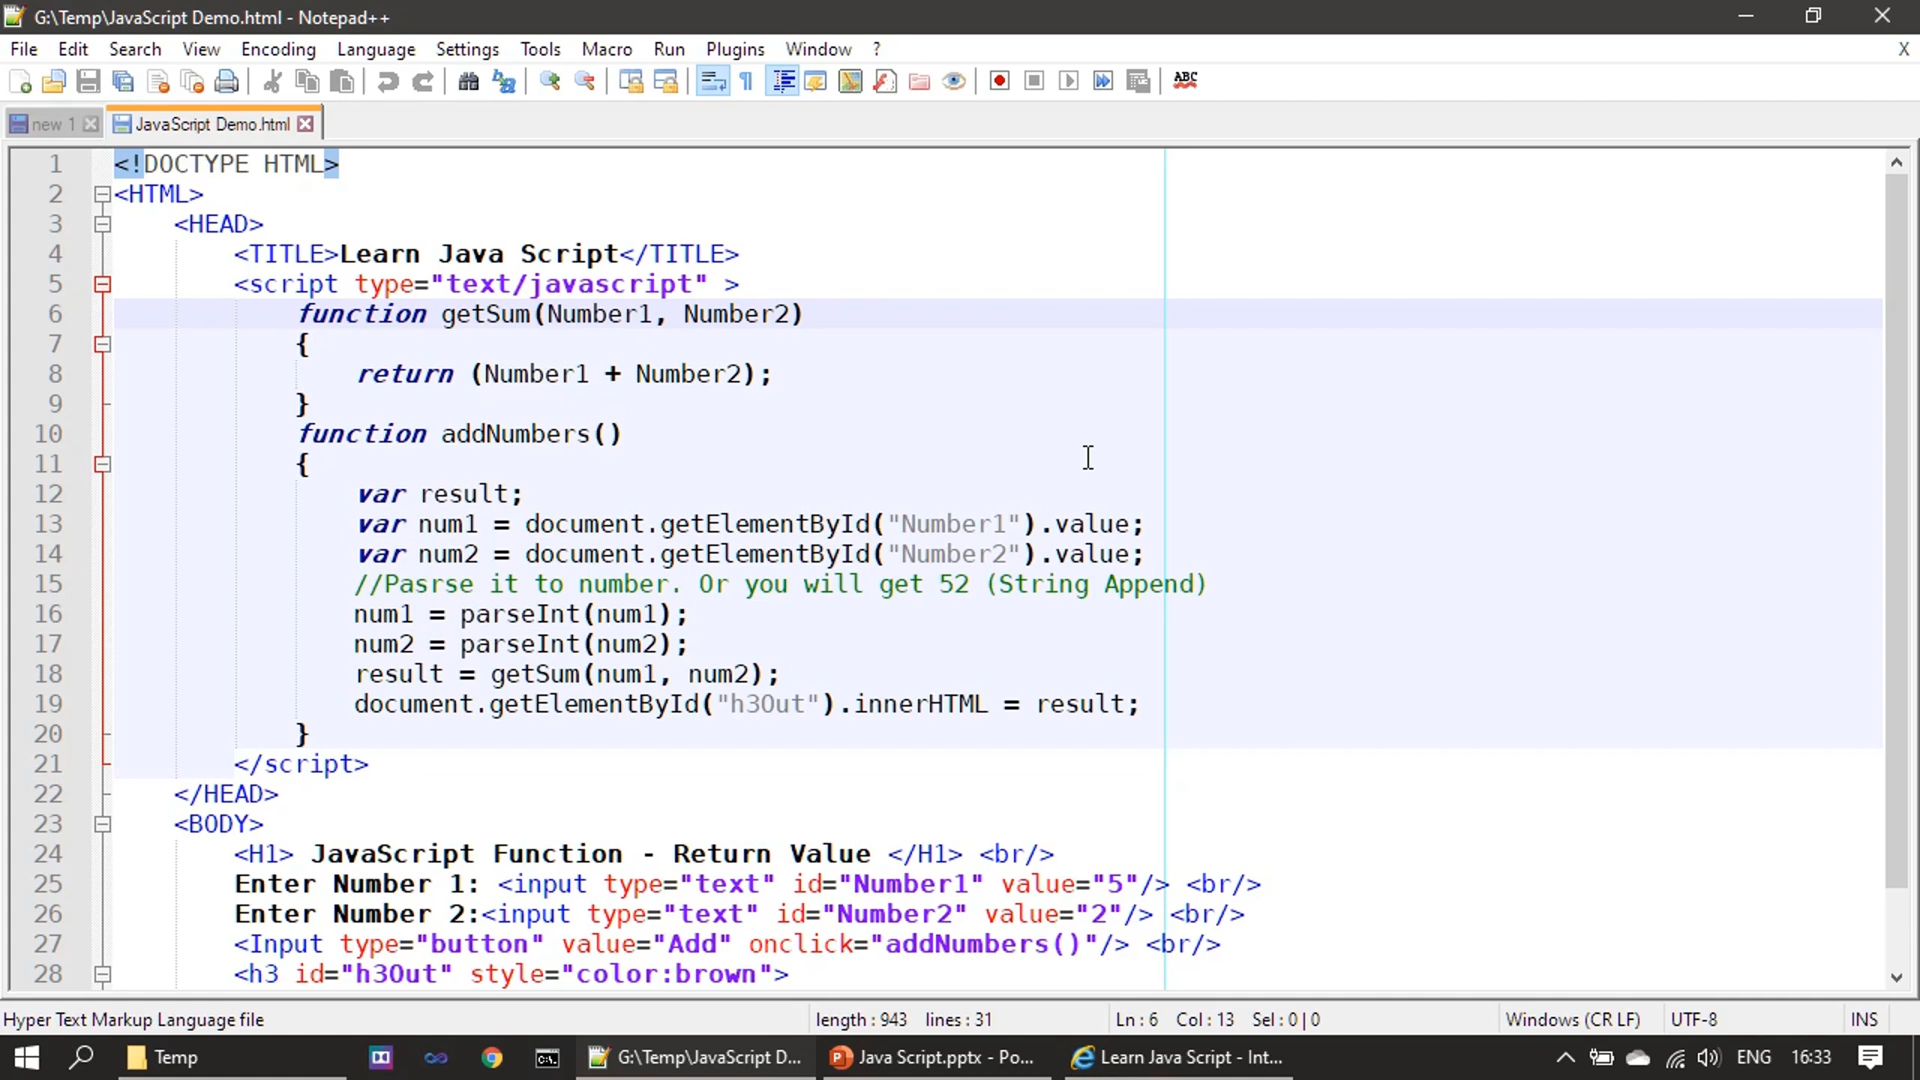 G:\Temp\JavaScript Demo.html - Notepad++
File Edit Search View Encoding Language Settings Tools Macro Run Plugins Window ? X
ABC
new 1 JavaScript Demo.html
1 <!DOCTYPE HTML>
2 <HTML>
3 <HEAD>
4 <TITLE>Learn Java Script</TITLE>
5 <script type="text/javascript" >
6 function getSum(Number1, Number2)
7 {
8 return (Number1 + Number2);
9 }
10 function addNumbers()
11 {
12 var result;
13 var num1 = document.getElementById("Number1").value;
14 var num2 = document.getElementById("Number2").value;
15 //Pasrse it to number. Or you will get 52 (String Append)
16 num1 = parseInt(num1);
17 num2 = parseInt(num2);
18 result = getSum(num1, num2);
19 document.getElementById("h3Out").innerHTML = result;
20 }
21 </script>
22 </HEAD>
23 <BODY>
24 <H1> JavaScript Function - Return Value </H1> <br/>
25 Enter Number 1: <input type="text" id="Number1" value="5"/> <br/>
26 Enter Number 2:<input type="text" id="Number2" value="2"/> <br/>
27 <Input type="button" value="Add" onclick="addNumbers()"/> <br/>
28 <h3 id="h3Out" style="color:brown">
Hyper Text Markup Language file length : 943 lines : 31 Ln : 6 Col : 13 Sel : 0 | 0 Windows (CR LF) UTF-8 INS
Temp G:\Temp\JavaScript D... Java Script.pptx - Po... Learn Java Script - Int... ENG 16:33